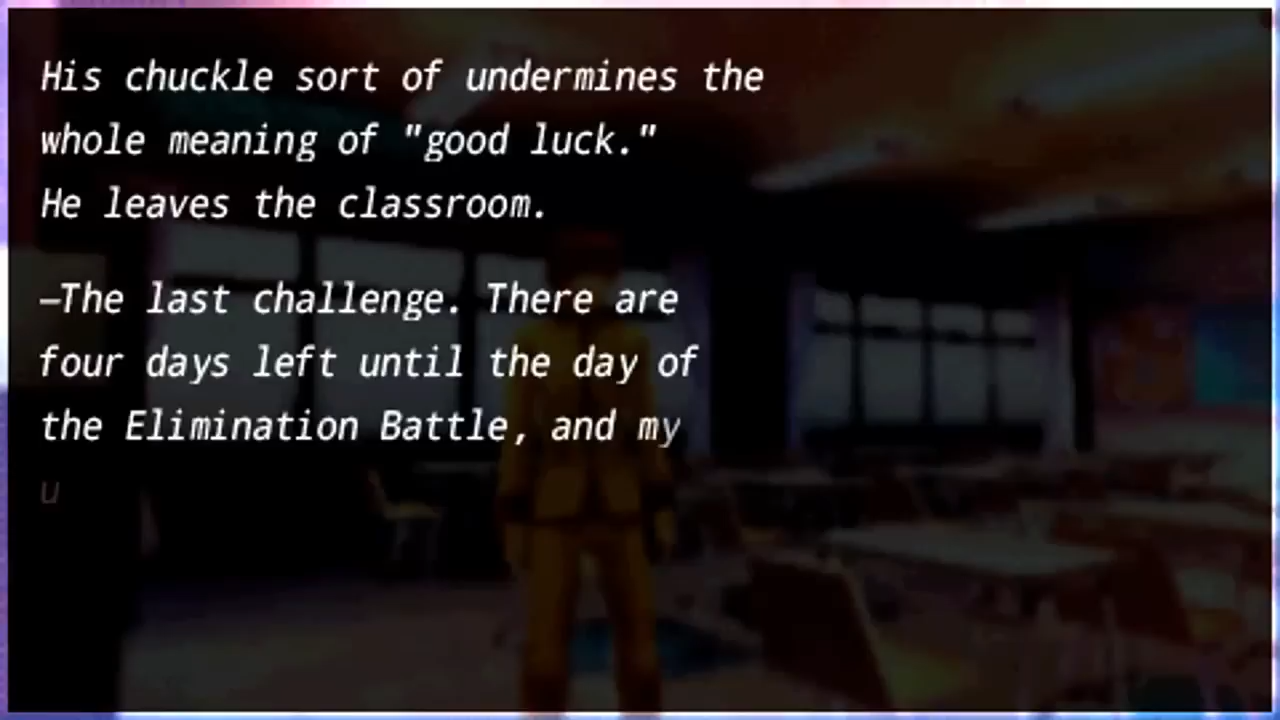 His chuckle sort of undermines the
whole meaning of "good luck."
He leaves the classroom.
—The last challenge. There are
four days left until the day of
the Elimination Battle, and my
u